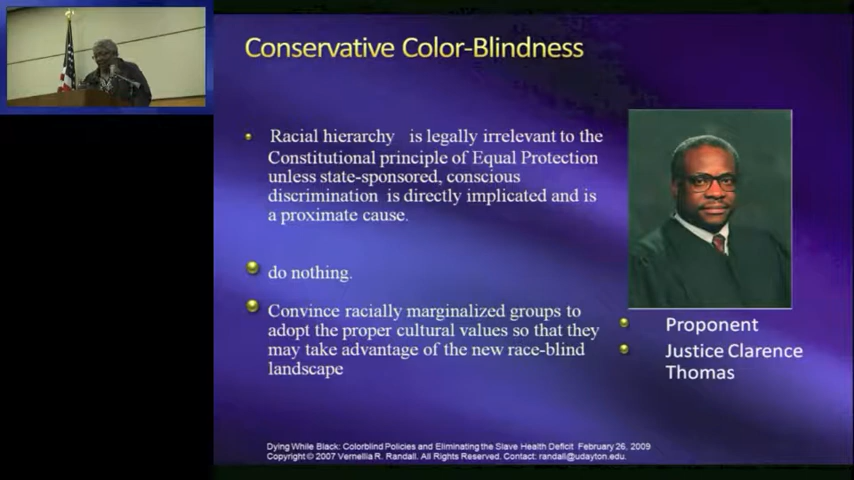 Conservative Color-Blindness
Racial hierarchy is legally irrelevant to the
Constitutional principle of Equal Protection
unless state-sponsored, conscious
discrimination is directly implicated and is
a proximate cause.
do nothing.
Convince racially marginalized groups to
adopt the proper cultural values so that they
may take advantage of the new race-blind
landscape
Proponent
Justice Clarence
Thomas
Dying While Black: Colorblind Policies and Eliminating the Slave Health Deficit February 26, 2009
Copyright © 2007 Vernellia R. Randall. All Rights Reserved. Contact: randall@udayton.edu.